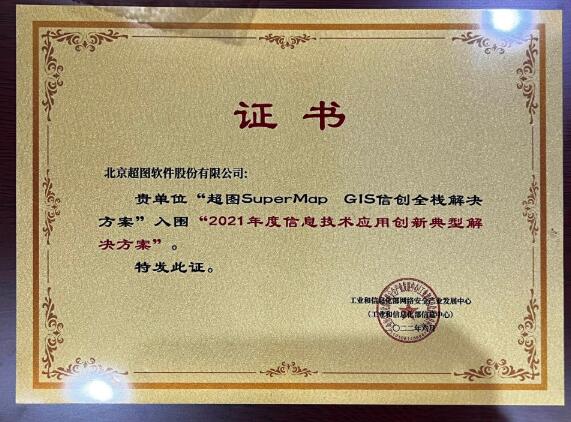 证书
北京超图软件股份有限公司:
贵单位“超图SuperMap GIS信创全栈解决
方案”入围“2021年度信息技术应用创新典型解
决方案”。
特发此证。
工业和信息化部网络安全产业发展中心
(工业和信息化部信息中心)
二〇二二年六月